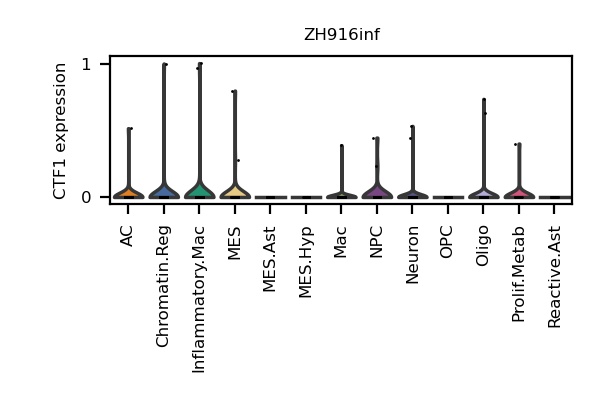 ZH916inf
CTF1 expression
1
0
AC
Chromatin.Reg
Inflammatory.Mac
MES
MES.Ast
MES.Hyp
Mac
NPC
Neuron
OPC
Oligo
Prolif.Metab
Reactive.Ast